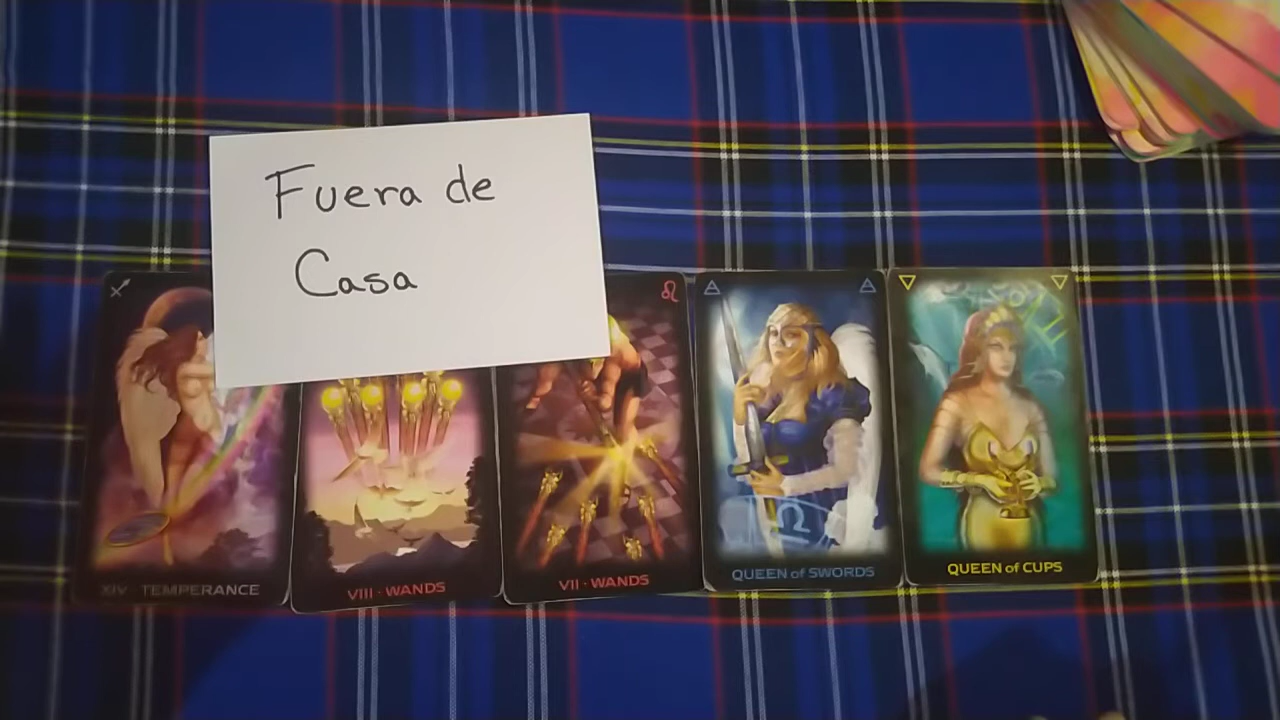 Fuera de
Casa
XIV · TEMPERANCE
VIII · WANDS
VII · WANDS
QUEEN of SWORDS
QUEEN of CUPS